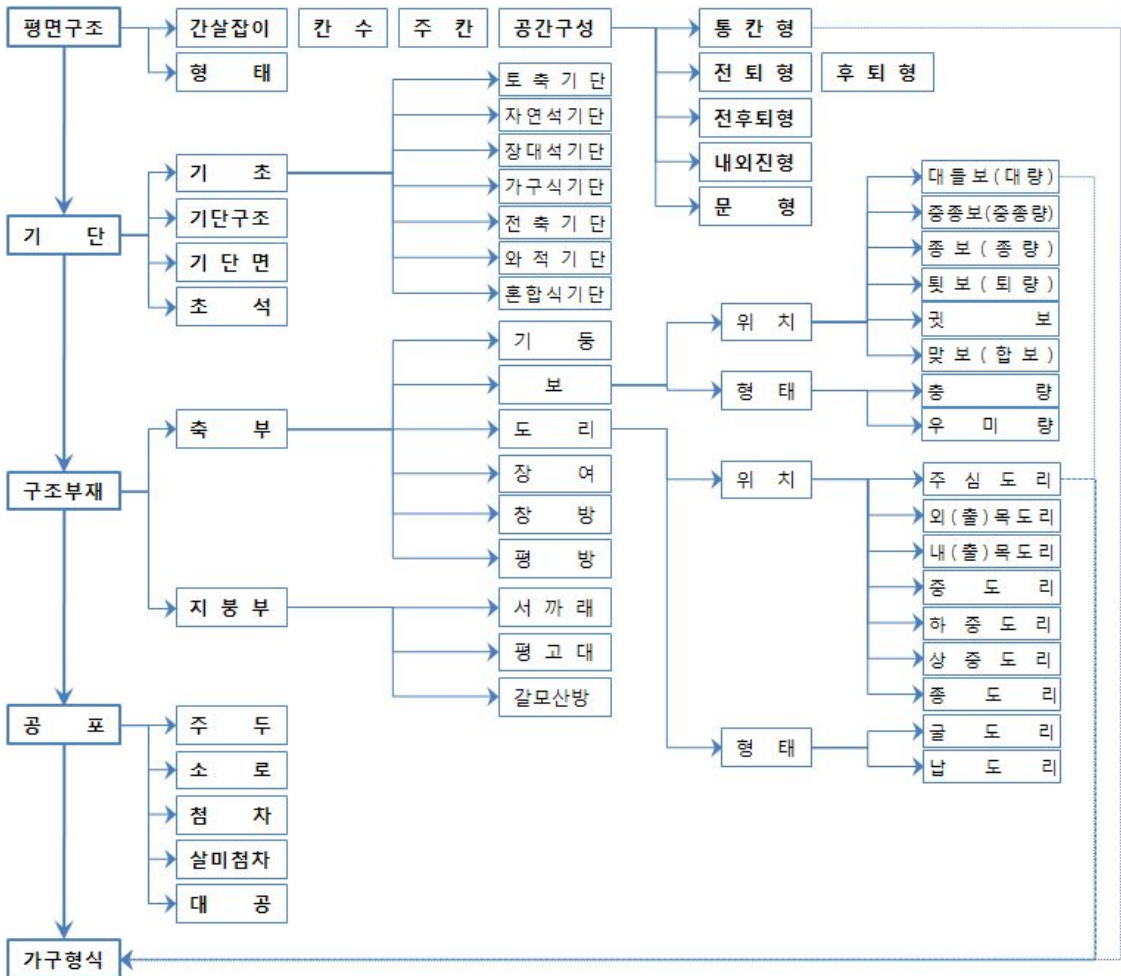 평면구조
간살잡이
칸 수
주 칸
공간구성
통 칸 형
형 태
전 퇴 형
후 퇴 형
전후퇴형
내외진형
문 형
토 축 기 단
자연석기단
장대석기단
가구식기단
전 축 기 단
와 적 기 단
혼합식기단
기 단
기 초
기단구조
기 단 면
초 석
대 들 보 ( 대 량 )
중종보(중종량)
종 보 ( 종 량 )
툇 보 ( 퇴 량 )
귓 보
맞 보 ( 합 보 )
위 치
형 태
충 량
우 미 량
기 둥
보
도 리
장 여
창 방
평 방
구조부재
축 부
지 붕 부
서 까 래
평 고 대
갈모산방
위 치
주 심 도 리
외(출)목도리
내(출)목도리
중 도 리
하 중 도 리
상 중 도 리
종 도 리
형 태
굴 도 리
납 도 리
공 포
주 두
소 로
첨 차
살미첨차
대 공
가구형식